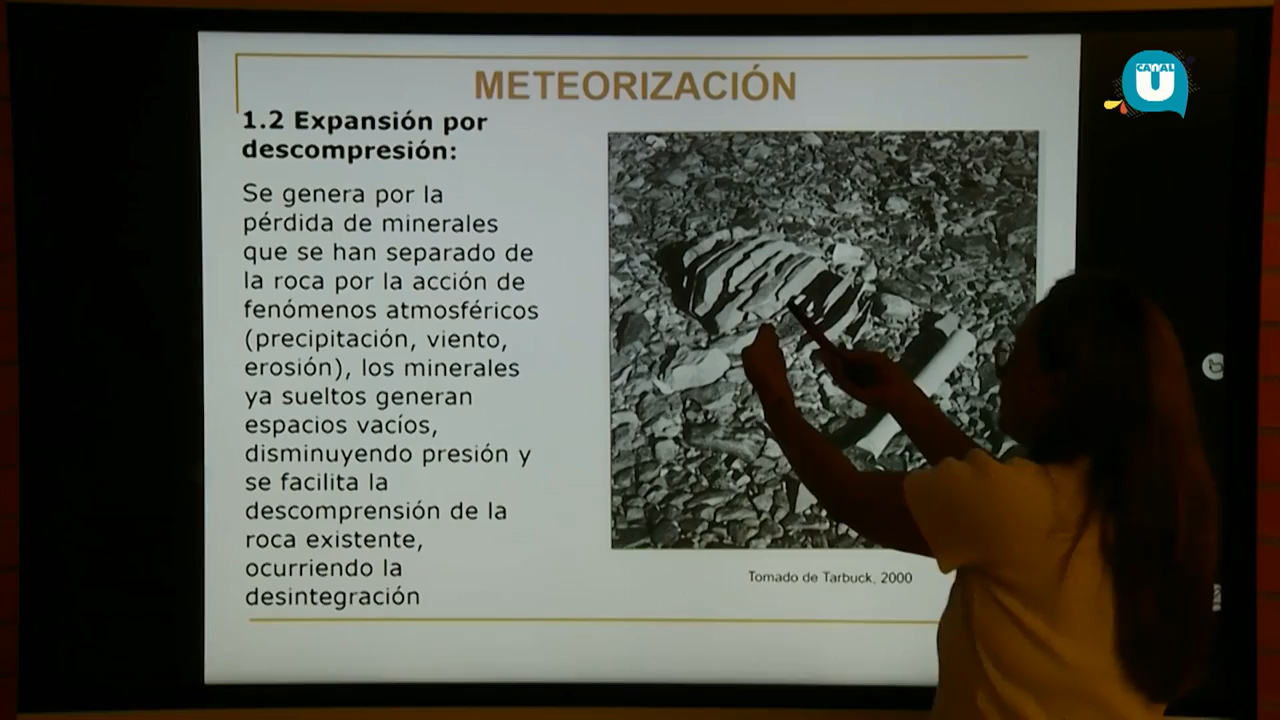 CANAL
U
METEORIZACIÓN
1.2 Expansión por
descompresión:
Se genera por la
pérdida de minerales
que se han separado de
la roca por la acción de
fenómenos atmosféricos
(precipitación, viento,
erosión), los minerales
ya sueltos generan
espacios vacíos,
disminuyendo presión y
se facilita la
descomprensión de la
roca existente,
ocurriendo la
desintegración
Tomado de Tarbuck, 2000